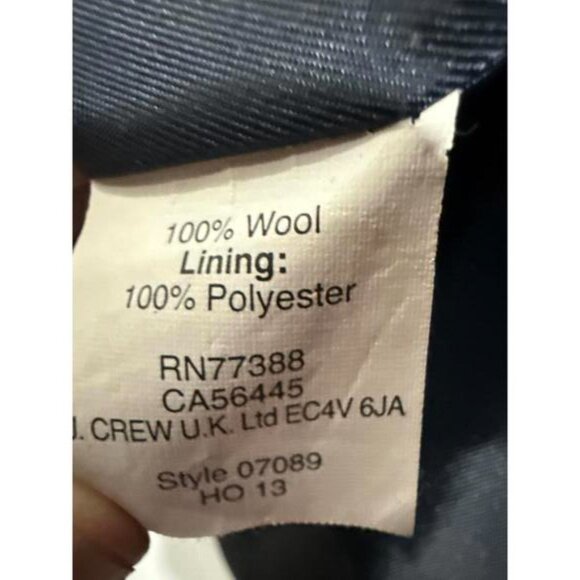 100% Wool
Lining:
100% Polyester
RN77388
CA56445
J. CREW U.K. Ltd EC4V 6JA
Style 07089
HO 13